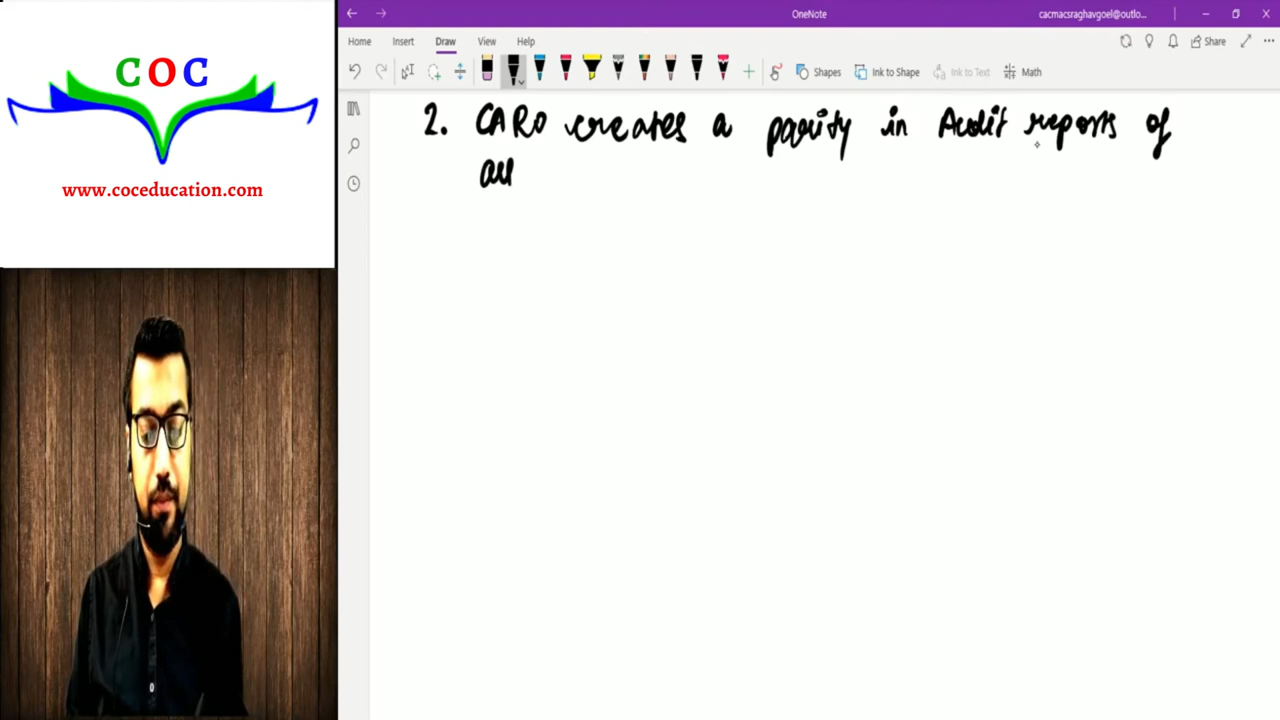 COC
www.coceducation.com
OneNote
cacmacsraghavgoel@outlo...
Home Insert Draw View Help
Share
Shapes
Ink to Shape
Ink to Text
Math
2. CARO creates a parity in Audit reports of
all